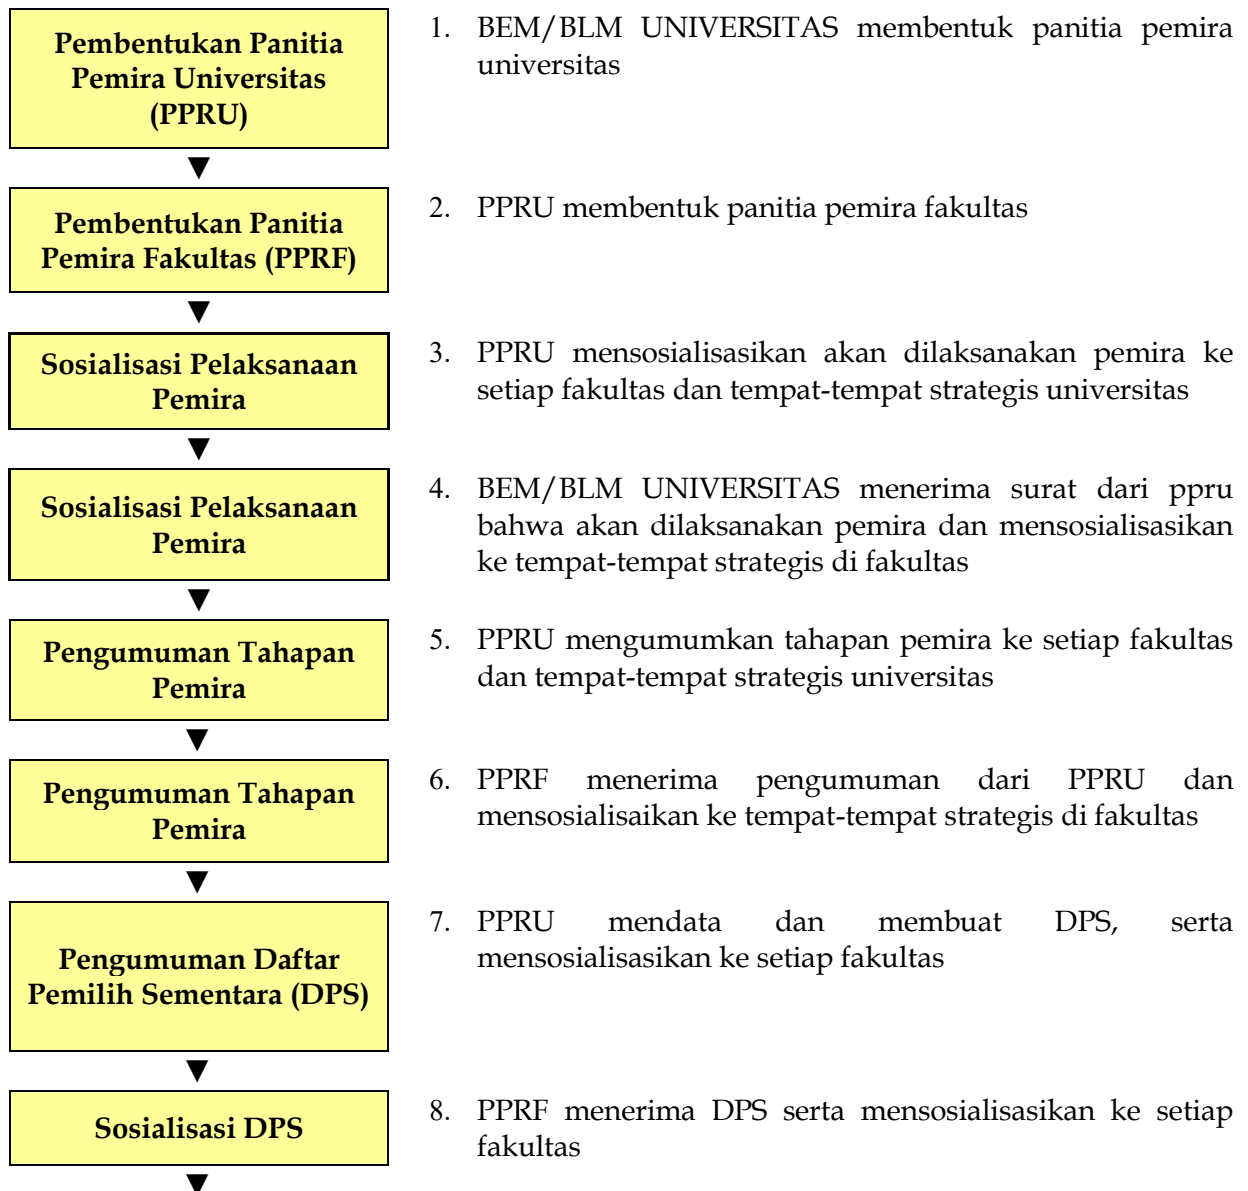 Pembentukan Panitia
Pemira Universitas
(PPRU)
1. BEM/BLM UNIVERSITAS membentuk panitia pemira
universitas
▼
Pembentukan Panitia
Pemira Fakultas (PPRF)
2. PPRU membentuk panitia pemira fakultas
▼
Sosialisasi Pelaksanaan
Pemira
3. PPRU mensosialisasikan akan dilaksanakan pemira ke
setiap fakultas dan tempat-tempat strategis universitas
▼
Sosialisasi Pelaksanaan
Pemira
4. BEM/BLM UNIVERSITAS menerima surat dari ppru
bahwa akan dilaksanakan pemira dan mensosialisasikan
ke tempat-tempat strategis di fakultas
▼
Pengumuman Tahapan
Pemira
5. PPRU mengumumkan tahapan pemira ke setiap fakultas
dan tempat-tempat strategis universitas
▼
Pengumuman Tahapan
Pemira
6. PPRF menerima pengumuman dari PPRU dan
mensosialisaikan ke tempat-tempat strategis di fakultas
▼
Pengumuman Daftar
Pemilih Sementara (DPS)
7. PPRU mendata dan membuat DPS, serta
mensosialisasikan ke setiap fakultas
▼
Sosialisasi DPS
8. PPRF menerima DPS serta mensosialisasikan ke setiap
fakultas
▼